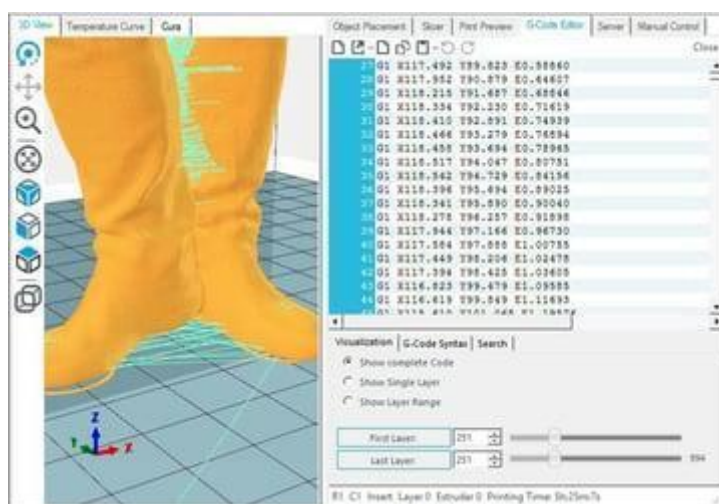 3D View Temperature Curve Gura
Object Placement Slicer Print Preview G-Code Editor Server Manual Control
Close
27 G1 X117.492 Y89.823 E0.58860
28 G1 X117.952 Y90.879 E0.64607
29 G1 X118.215 Y91.687 E0.68846
30 G1 X118.334 Y92.230 E0.71619
31 G1 X118.410 Y92.891 E0.74939
32 G1 X118.466 Y93.279 E0.76894
33 G1 X118.488 Y93.694 E0.78965
34 G1 X118.517 Y94.047 E0.80781
35 G1 X118.542 Y94.729 E0.84156
36 G1 X118.396 Y95.694 E0.89025
37 G1 X118.341 Y95.890 E0.90040
38 G1 X118.278 Y96.257 E0.91898
39 G1 X117.944 Y97.166 E0.96730
40 G1 X117.584 Y97.888 E1.00755
41 G1 X117.449 Y98.206 E1.02478
42 G1 X117.394 Y98.425 E1.03605
43 G1 X116.823 Y99.479 E1.09585
44 G1 X116.619 Y99.849 E1.11693
Visualization G-Code Syntax Search
Show complete Code
Show Single Layer
Show Layer Range
First Layer: 251
Last Layer: 251 894
R1 C1 Insert Layer 0 Extruder 0 Printing Time: 5h:25m:7s
Z
Y X